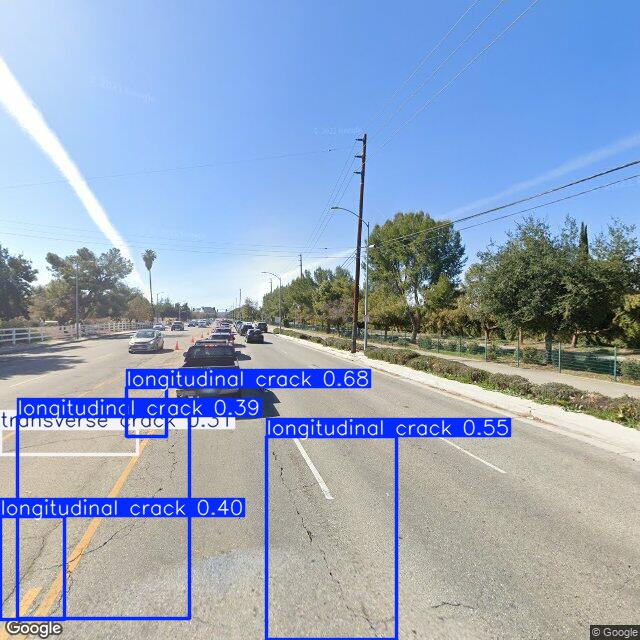 longitudinal crack 0.68
longitudinal crack 0.39
transverse crack 0.31
longitudinal crack 0.55
longitudinal crack 0.40
Google
© Google